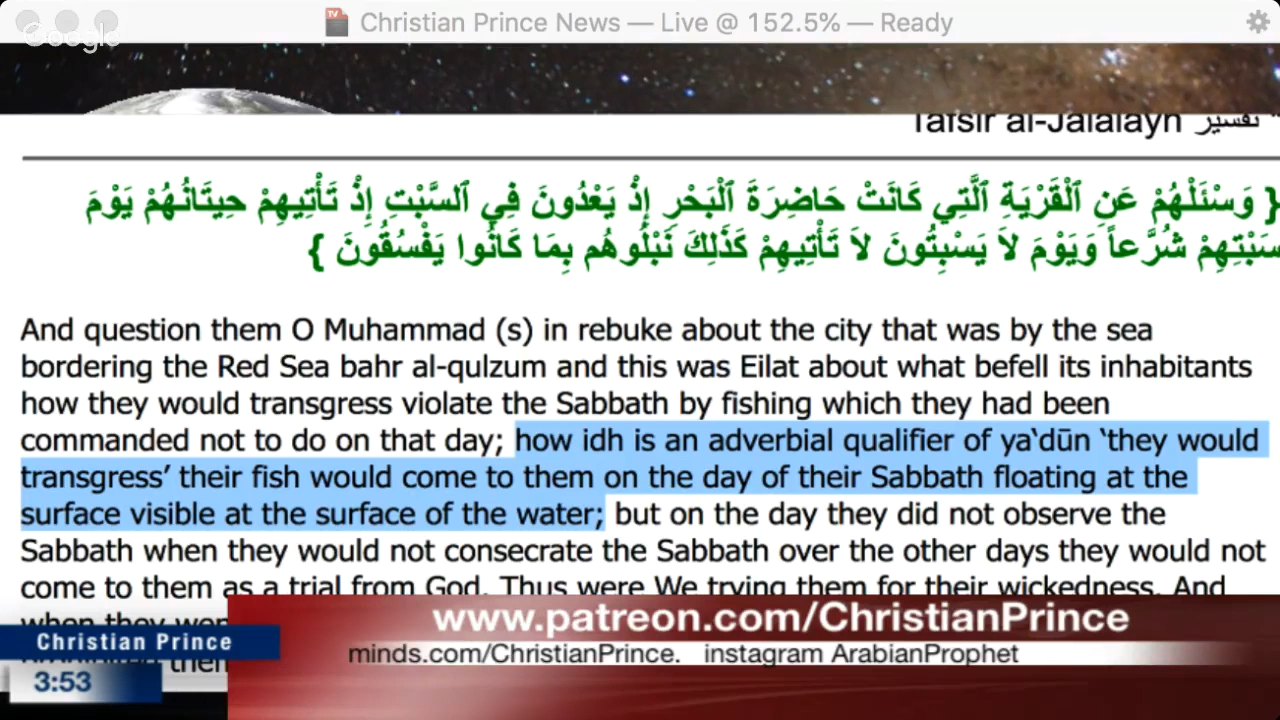 Christian Prince News — Live @ 152.5% — Ready
Google
TV
Tafsir al-Jalalayn تفسير *
{ وَسْئَلْهُمْ عَنِ ٱلْقَرْيَةِ ٱلَّتِي كَانَتْ حَاضِرَةَ ٱلْبَحْرِ إِذْ يَعْدُونَ فِي ٱلسَّبْتِ إِذْ تَأْتِيهِمْ حِيتَانُهُمْ يَوْمَ
سَبْتِهِمْ شُرَّعاً وَيَوْمَ لاَ يَسْبِتُونَ لاَ تَأْتِيهِمْ كَذَلِكَ نَبْلُوهُم بِمَا كَانُوا يَفْسُقُونَ }
And question them O Muhammad (s) in rebuke about the city that was by the sea
bordering the Red Sea bahr al-qulzum and this was Eilat about what befell its inhabitants
how they would transgress violate the Sabbath by fishing which they had been
commanded not to do on that day; how idh is an adverbial qualifier of ya‘dūn ‘they would
transgress’ their fish would come to them on the day of their Sabbath floating at the
surface visible at the surface of the water; but on the day they did not observe the
Sabbath when they would not consecrate the Sabbath over the other days they would not
come to them as a trial from God. Thus were We trying them for their wickedness. And
when they wer
them
www.patreon.com/ChristianPrince
Christian Prince
minds.com/ChristianPrince. instagram ArabianProphet
3:53